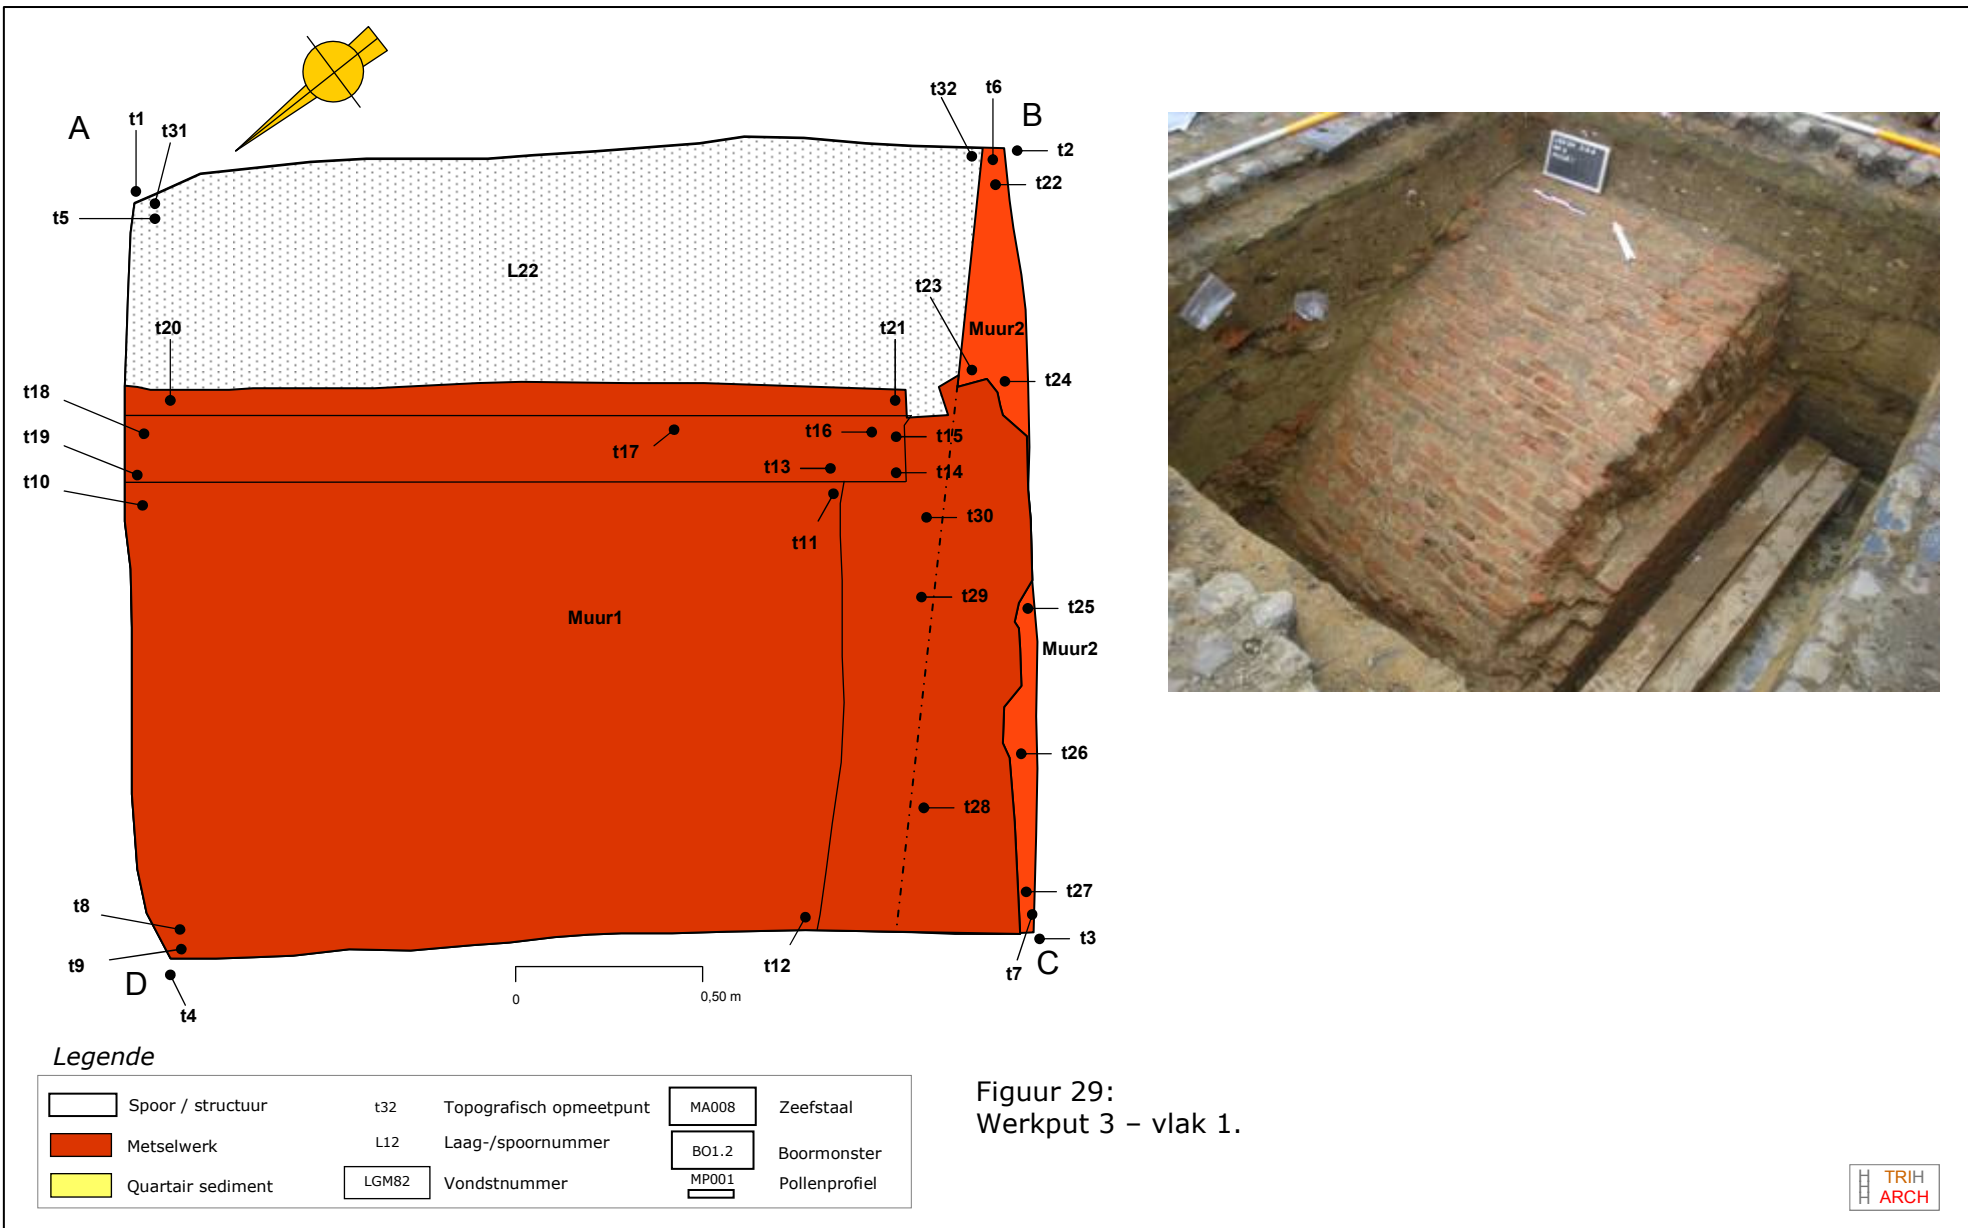 A
t1
t31
t5
t32
t6
B
t2
t22
L22
t23
Muur2
t20
t21
t24
t18
t19
t10
t17
t16
t15
t13
t14
t11
t30
t29
t25
Muur1
Muur2
t26
t28
t27
t8
t9
D
t4
t12
t7
t3
C
0
0,50 m
Legende
Spoor / structuur
t32 Topografisch opmeetpunt
MA008 Zeefstaal
Metselwerk
L12 Laag-/spoornummer
BO1.2 Boormonster
Quartair sediment
LGM82 Vondstnummer
MP001 Pollenprofiel
Figuur 29:
Werkput 3 – vlak 1.
TRIH
ARCH